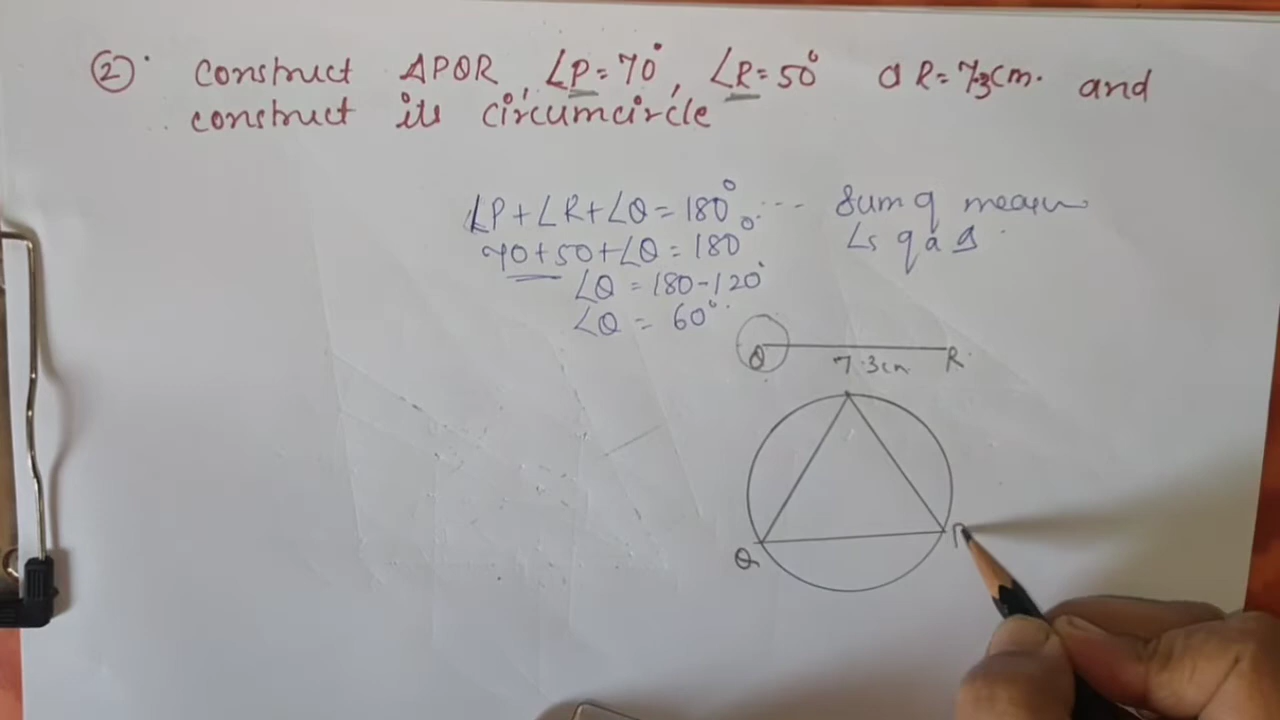 ② construct ΔPQR, ∠P=70°, ∠R=50° QR=7.3cm. and
construct its circumcircle
∠P+∠R+∠Q=180° ... Sum of measure
70+50+∠Q=180° ∠s of a Δ.
∠Q=180-120°
∠Q = 60°.
Q 7.3cm R.
Q